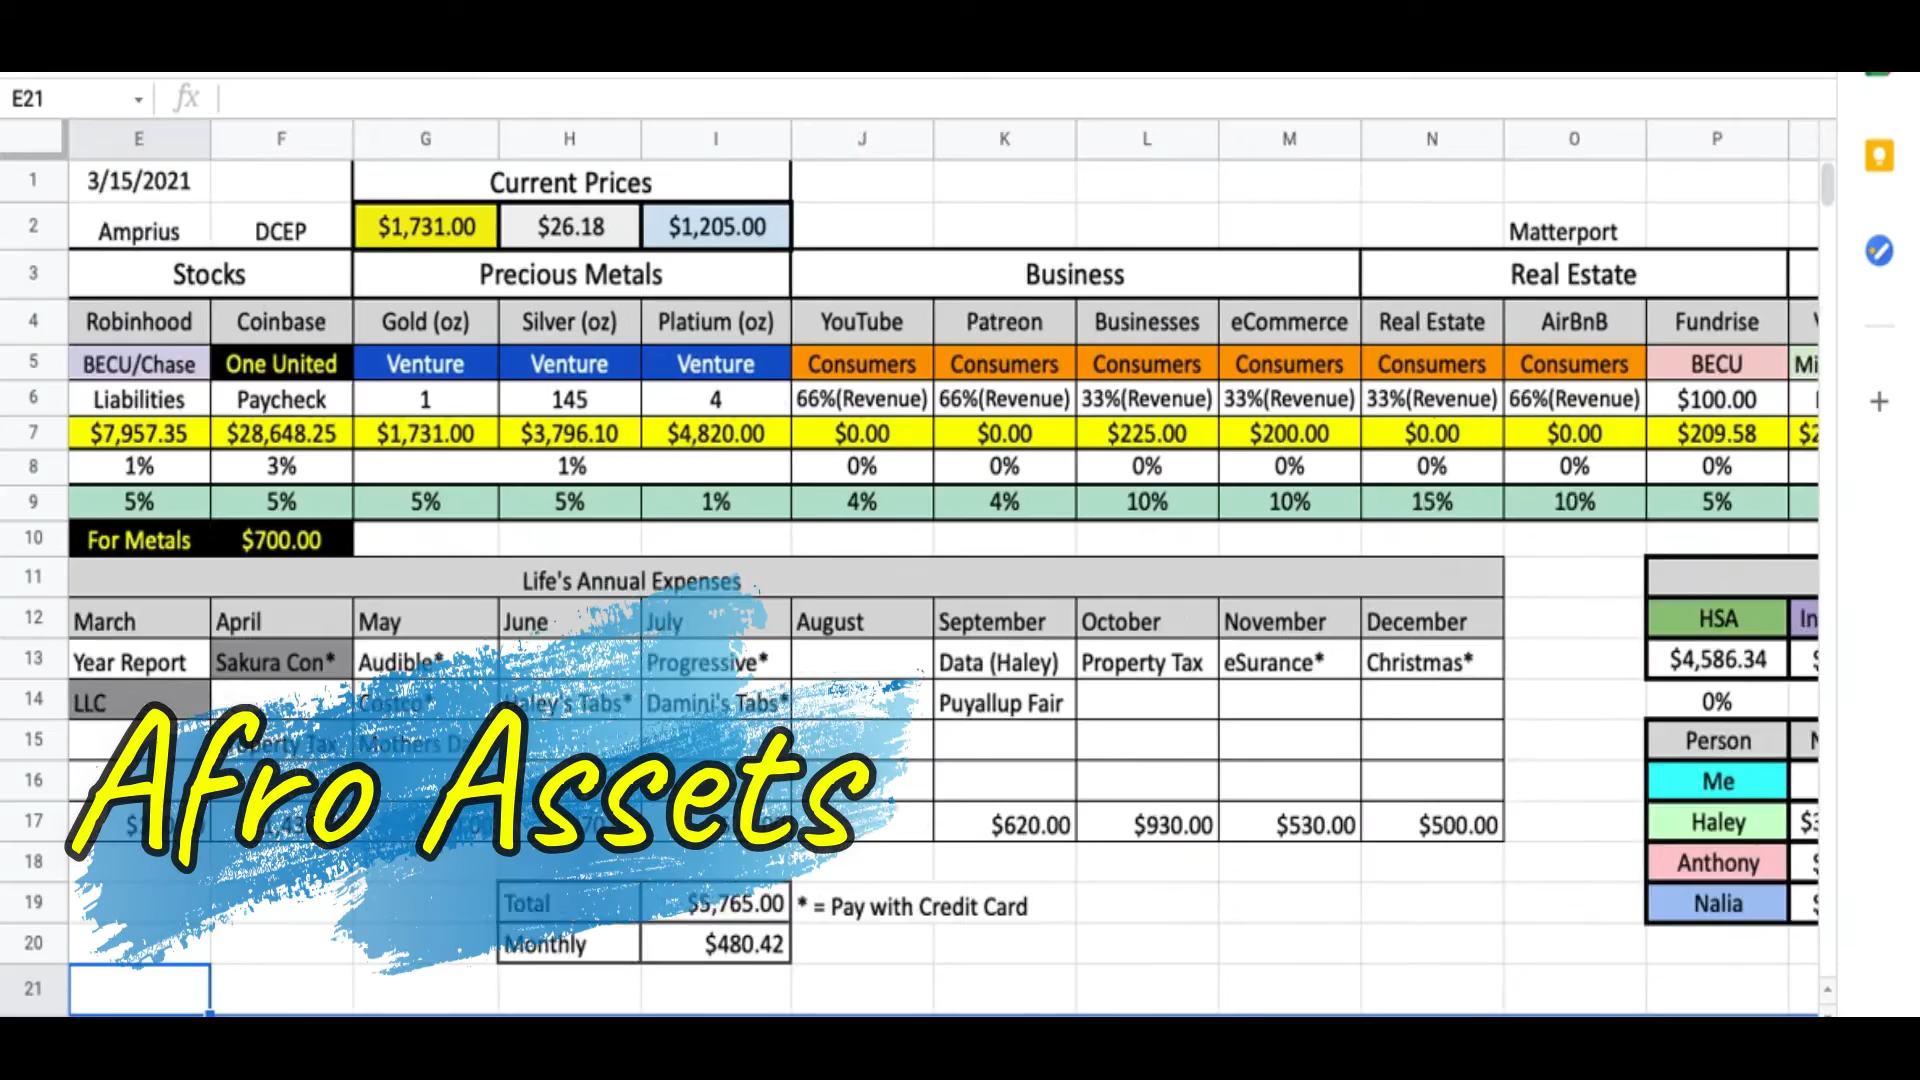 E21 fx
E F G H I J K L M N O P
1 3/15/2021 Current Prices
2 Amprius DCEP $1,731.00 $26.18 $1,205.00 Matterport
3 Stocks Precious Metals Business Real Estate
4 Robinhood Coinbase Gold (oz) Silver (oz) Platium (oz) YouTube Patreon Businesses eCommerce Real Estate AirBnB Fundrise
5 BECU/Chase One United Venture Venture Venture Consumers Consumers Consumers Consumers Consumers Consumers BECU Mi
6 Liabilities Paycheck 1 145 4 66%(Revenue) 66%(Revenue) 33%(Revenue) 33%(Revenue) 33%(Revenue) 66%(Revenue) $100.00
7 $7,957.35 $28,648.25 $1,731.00 $3,796.10 $4,820.00 $0.00 $0.00 $225.00 $200.00 $0.00 $0.00 $209.58 $2
8 1% 3% 1% 0% 0% 0% 0% 0% 0% 0%
9 5% 5% 5% 5% 1% 4% 4% 10% 10% 15% 10% 5%
10 For Metals $700.00
11 Life's Annual Expenses
12 March April May June July August September October November December HSA In
13 Year Report Sakura Con* Audible* Progressive* Data (Haley) Property Tax eSurance* Christmas* $4,586.34
14 LLC Costco* Haley's Tabs* Damini's Tabs* Puyallup Fair 0%
15 Property Tax Mothers Person
16 Me
17 $620.00 $930.00 $530.00 $500.00 Haley
Afro Assets
18 Anthony
19 Total $5,765.00 * = Pay with Credit Card Nalia
20 Monthly $480.42
21